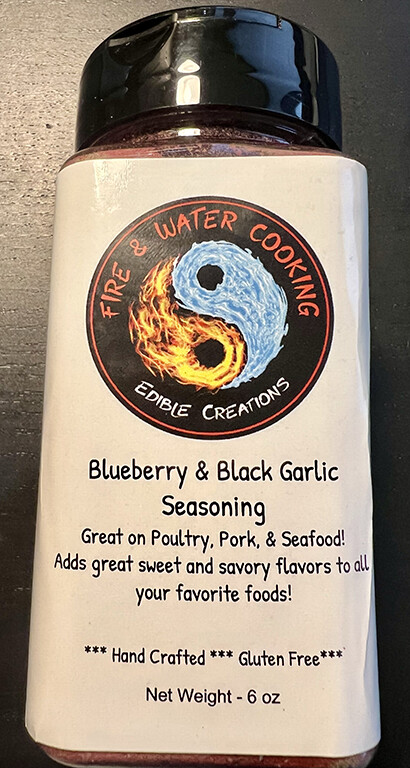 FIRE & WATER COOKING
EDIBLE CREATIONS
Blueberry & Black Garlic
Seasoning
Great on Poultry, Pork, & Seafood!
Adds great sweet and savory flavors to all
your favorite foods!
*** Hand Crafted *** Gluten Free***
Net Weight - 6 oz